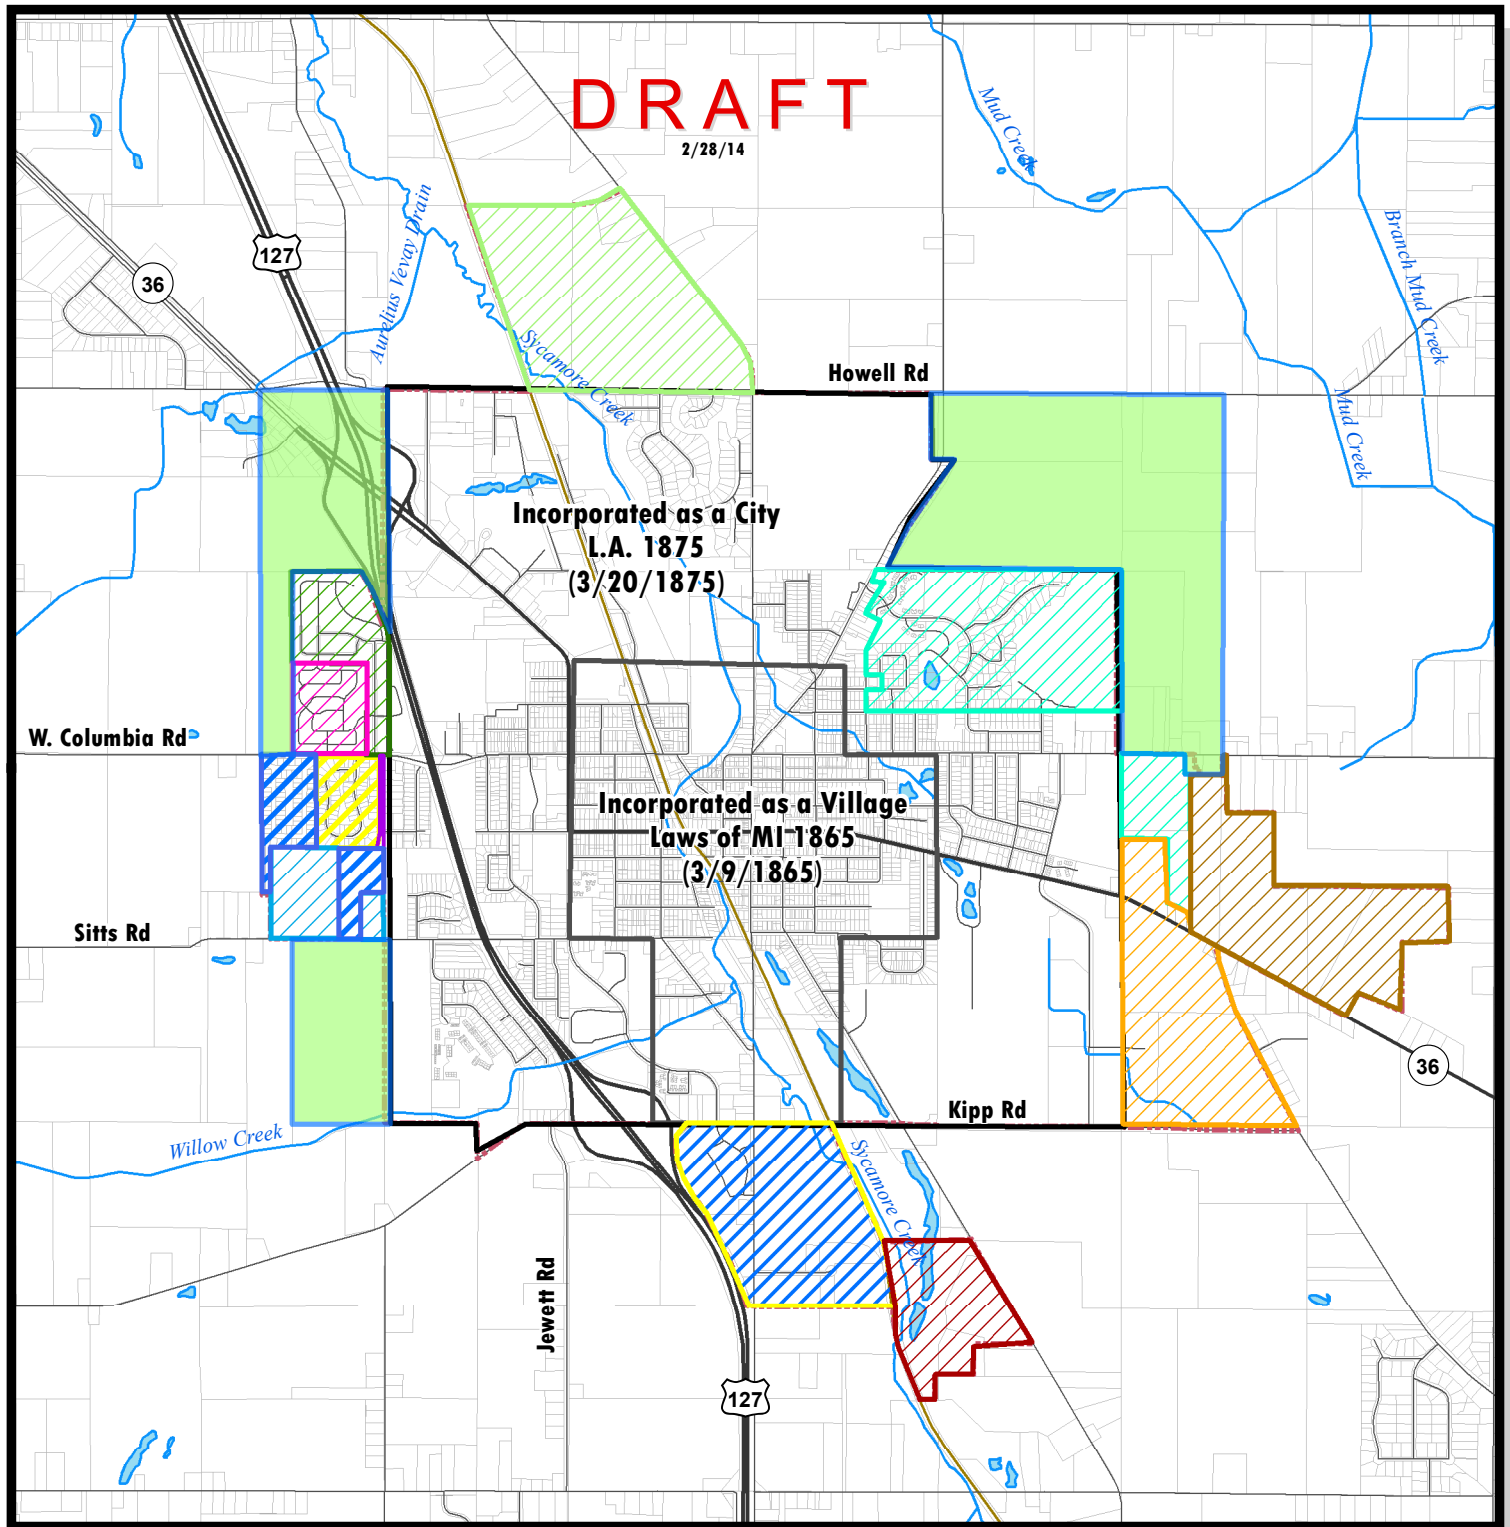 DRAFT
2/28/14
Mud Creek
Branch Mud Creek
Aurelius Vevay Drain
127
36
Sycamore Creek
Howell Rd
Mud Creek
Incorporated as a City
L.A. 1875
(3/20/1875)
W. Columbia Rd
Incorporated as a Village
Laws of MI 1865
(3/9/1865)
Sitts Rd
36
Kipp Rd
Willow Creek
Sycamore Creek
Jewett Rd
127